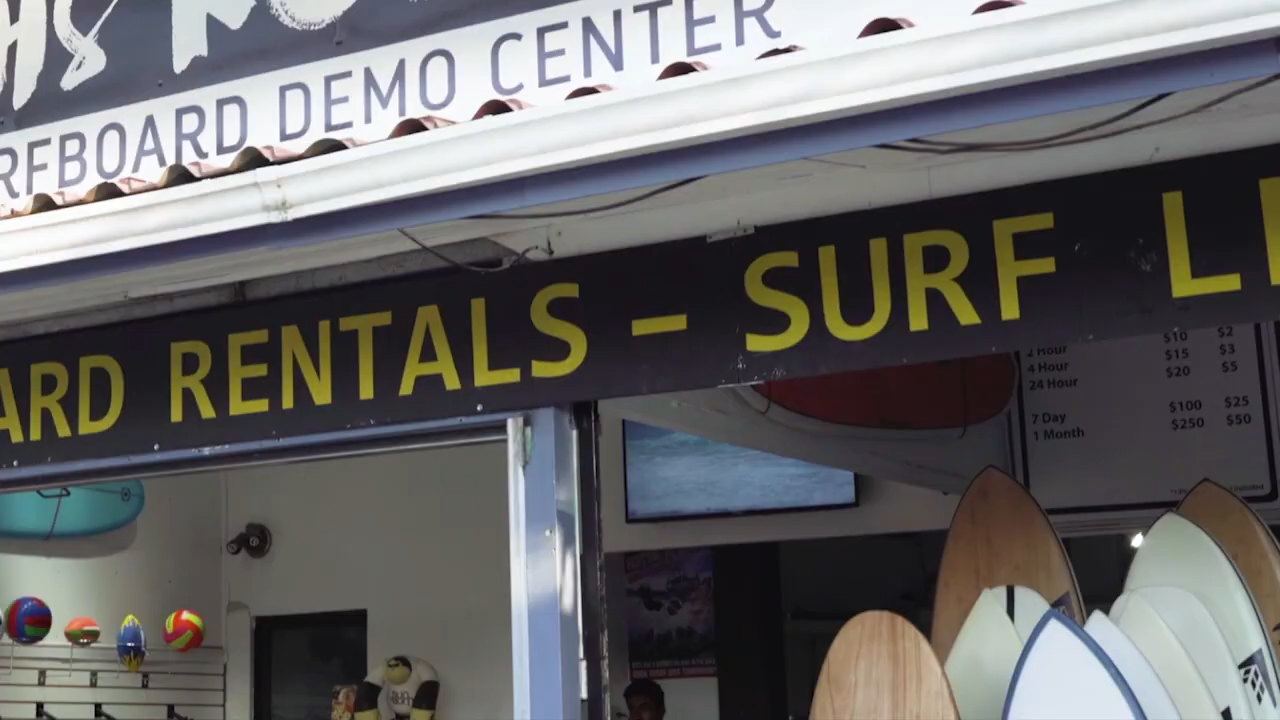 SURFBOARD DEMO CENTER
ARD RENTALS – SURF L
$10 $2
2 Hour $15 $3
4 Hour $20 $5
24 Hour
7 Day $100 $25
1 Month $250 $50